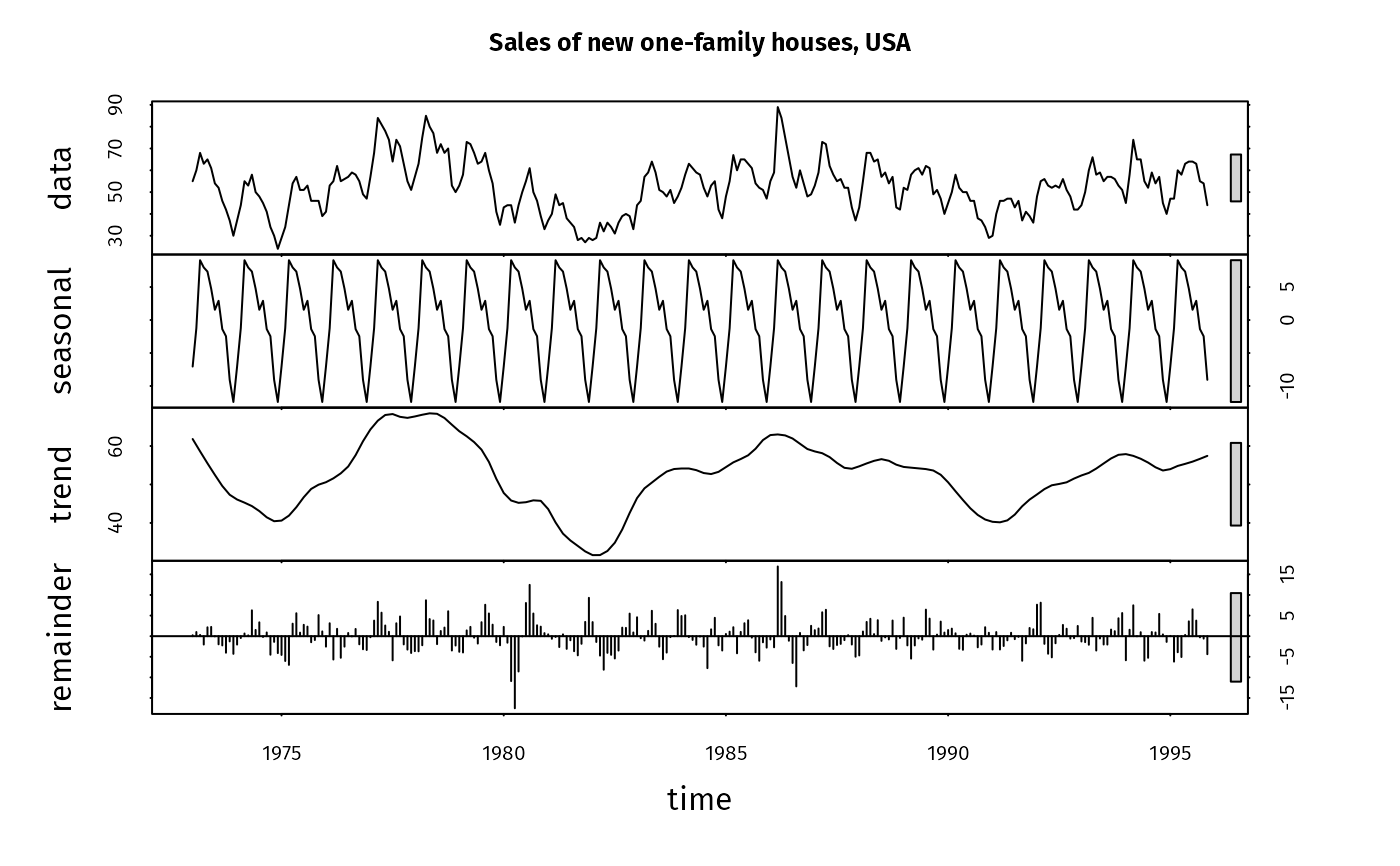 Sales of new one-family houses, USA
data
30 50 70 90
seasonal
-10 0 5
trend
40 60
remainder
-15 -5 5 15
1975 1980 1985 1990 1995
time